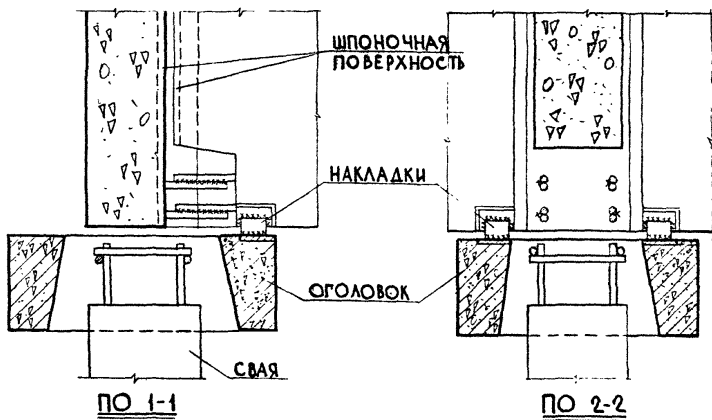 ШПОНОЧНАЯ
ПОВЕРХНОСТЬ
НАКЛАДКИ
ОГОЛОВОК
СВАЯ
ПО 1-1
ПО 2-2